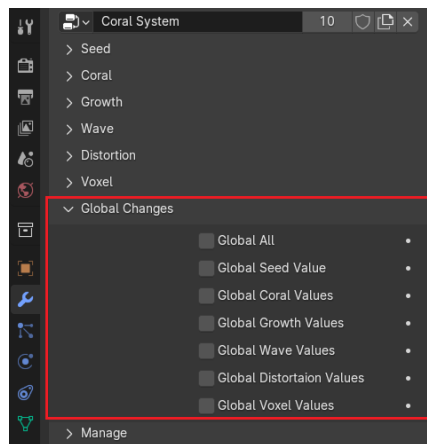 Coral System 10
Seed
Coral
Growth
Wave
Distortion
Voxel
Global Changes
Global All
Global Seed Value
Global Coral Values
Global Growth Values
Global Wave Values
Global Distortaion Values
Global Voxel Values
Manage